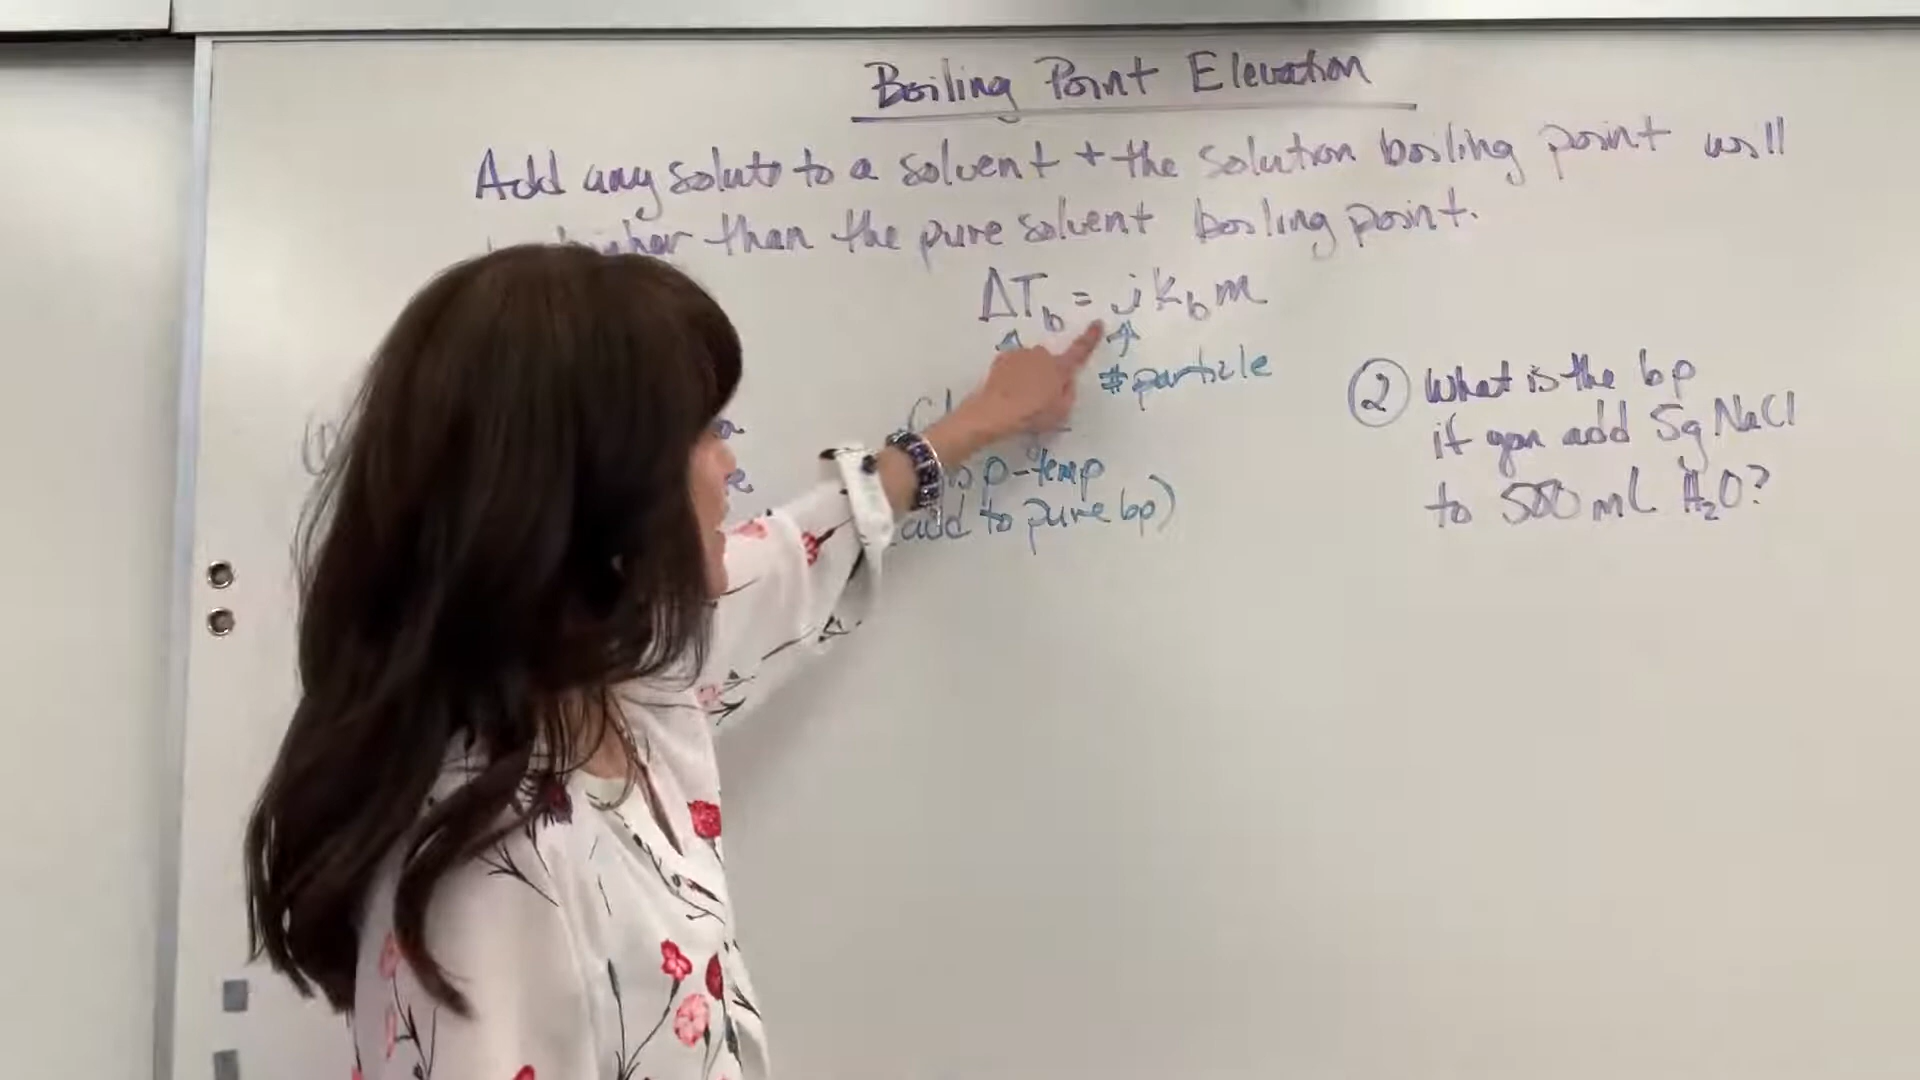 Boiling Point Elevation
Add any solute to a solvent + the solution boiling point will
higher than the pure solvent boiling point.
ΔTb = i kb m
#particle
bp-temp
add to pure bp)
② What is the bp
if you add 5g NaCl
to 500 mL H₂O?